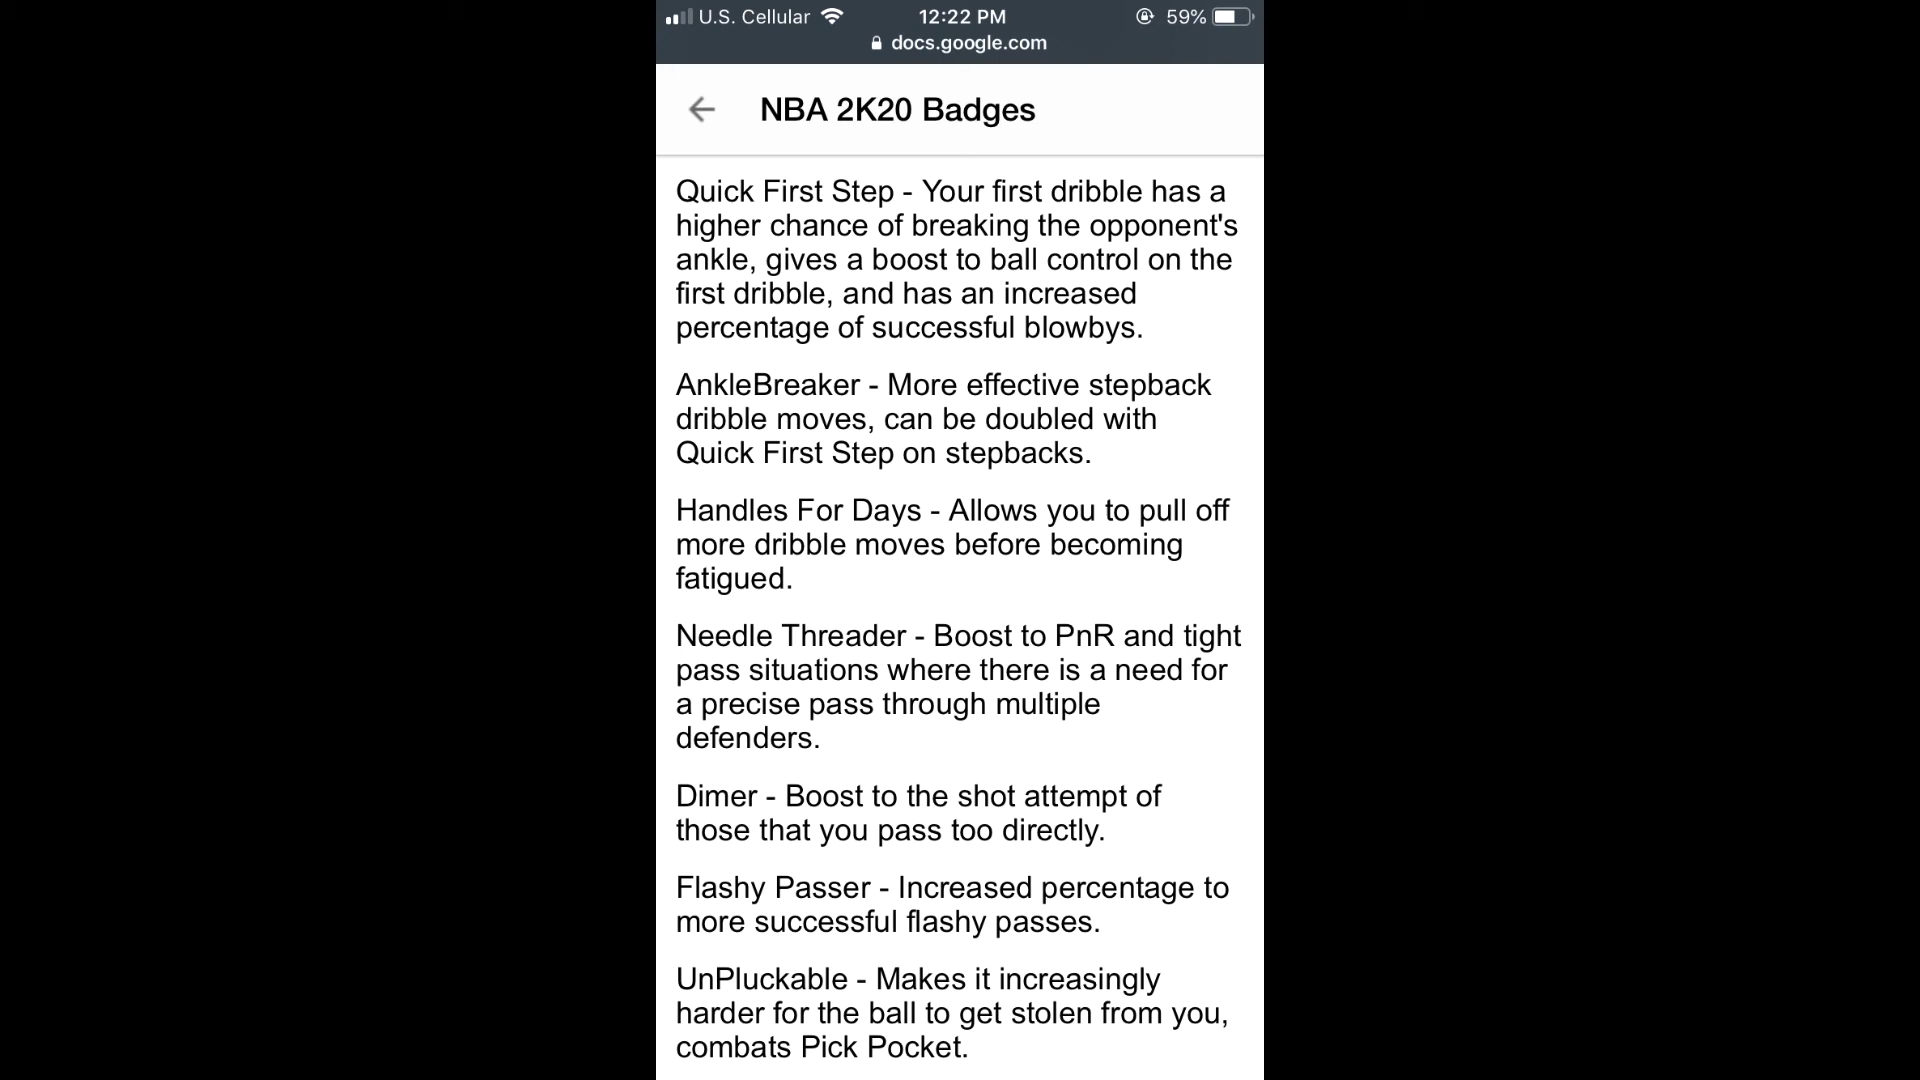 U.S. Cellular 12:22 PM 59%
docs.google.com
NBA 2K20 Badges
Quick First Step - Your first dribble has a
higher chance of breaking the opponent's
ankle, gives a boost to ball control on the
first dribble, and has an increased
percentage of successful blowbys.
AnkleBreaker - More effective stepback
dribble moves, can be doubled with
Quick First Step on stepbacks.
Handles For Days - Allows you to pull off
more dribble moves before becoming
fatigued.
Needle Threader - Boost to PnR and tight
pass situations where there is a need for
a precise pass through multiple
defenders.
Dimer - Boost to the shot attempt of
those that you pass too directly.
Flashy Passer - Increased percentage to
more successful flashy passes.
UnPluckable - Makes it increasingly
harder for the ball to get stolen from you,
combats Pick Pocket.